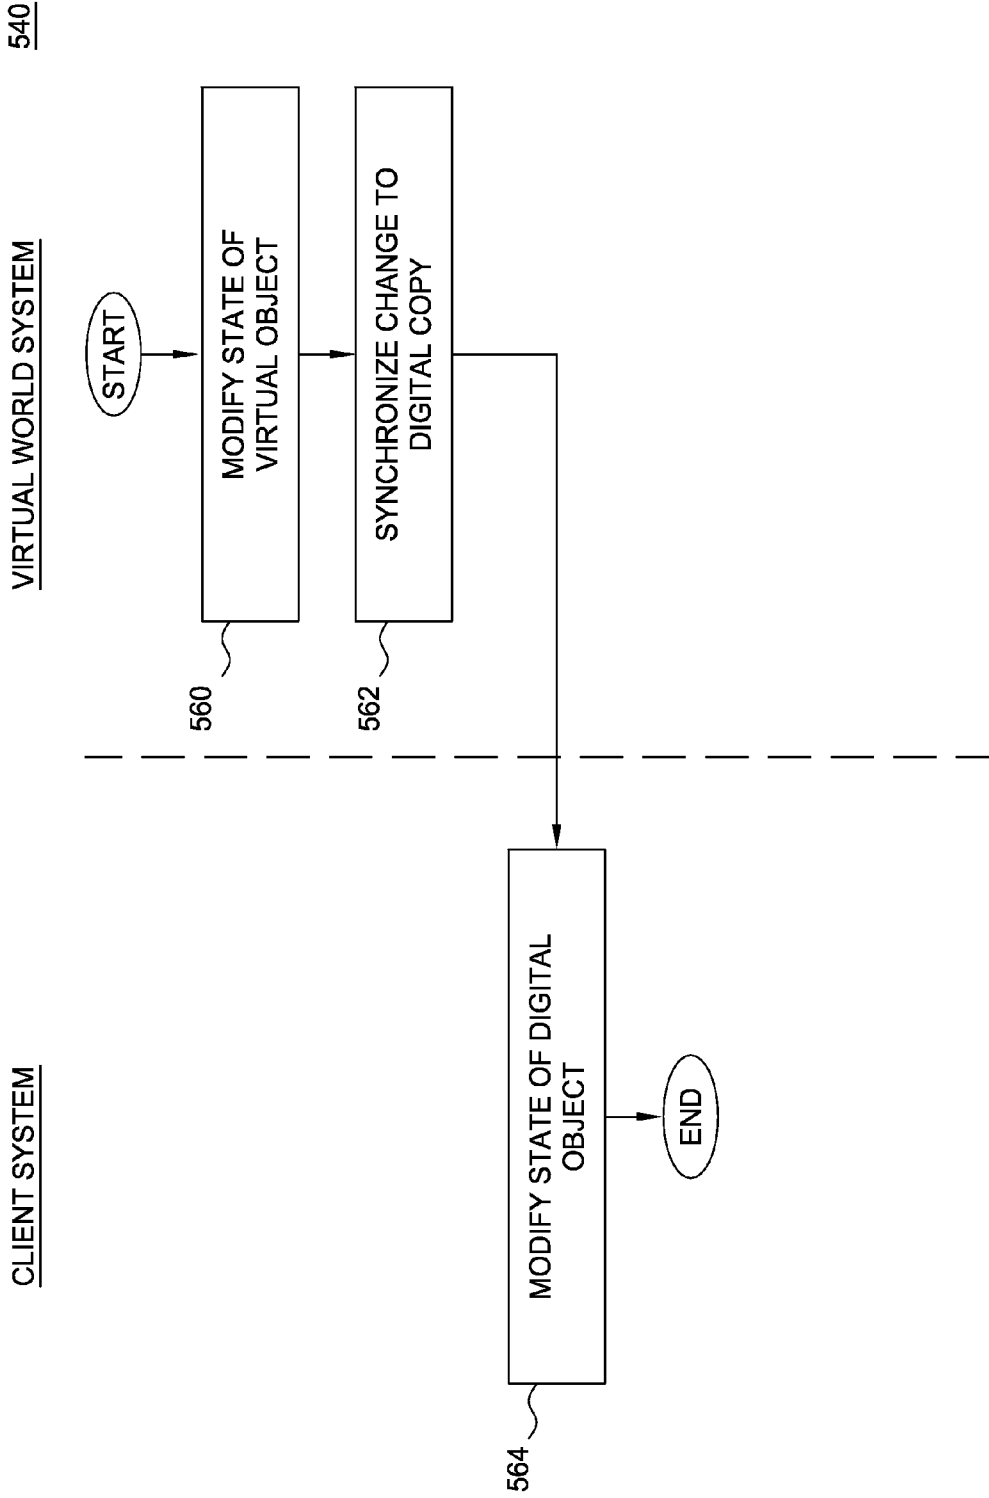 540
CLIENT SYSTEM
VIRTUAL WORLD SYSTEM
START
560
MODIFY STATE OF
VIRTUAL OBJECT
562
SYNCHRONIZE CHANGE TO
DIGITAL COPY
564
MODIFY STATE OF DIGITAL
OBJECT
END